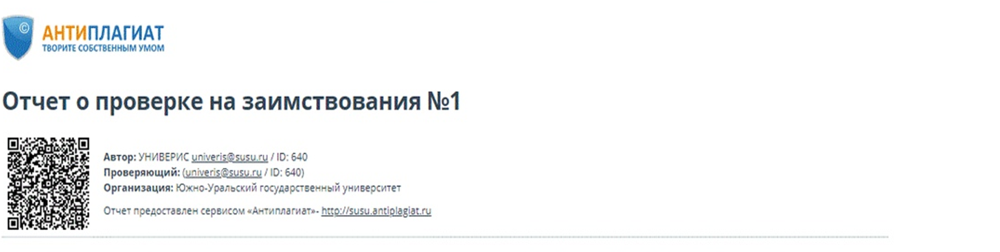 ©
АНТИПЛАГИАТ
ТВОРИТЕ СОБСТВЕННЫМ УМОМ
Отчет о проверке на заимствования №1
Автор: УНИВЕРИС univeris@susu.ru / ID: 640
Проверяющий: (univeris@susu.ru / ID: 640)
Организация: Южно-Уральский государственный университет
Отчет предоставлен сервисом «Антиплагиат»- http://susu.antiplagiat.ru